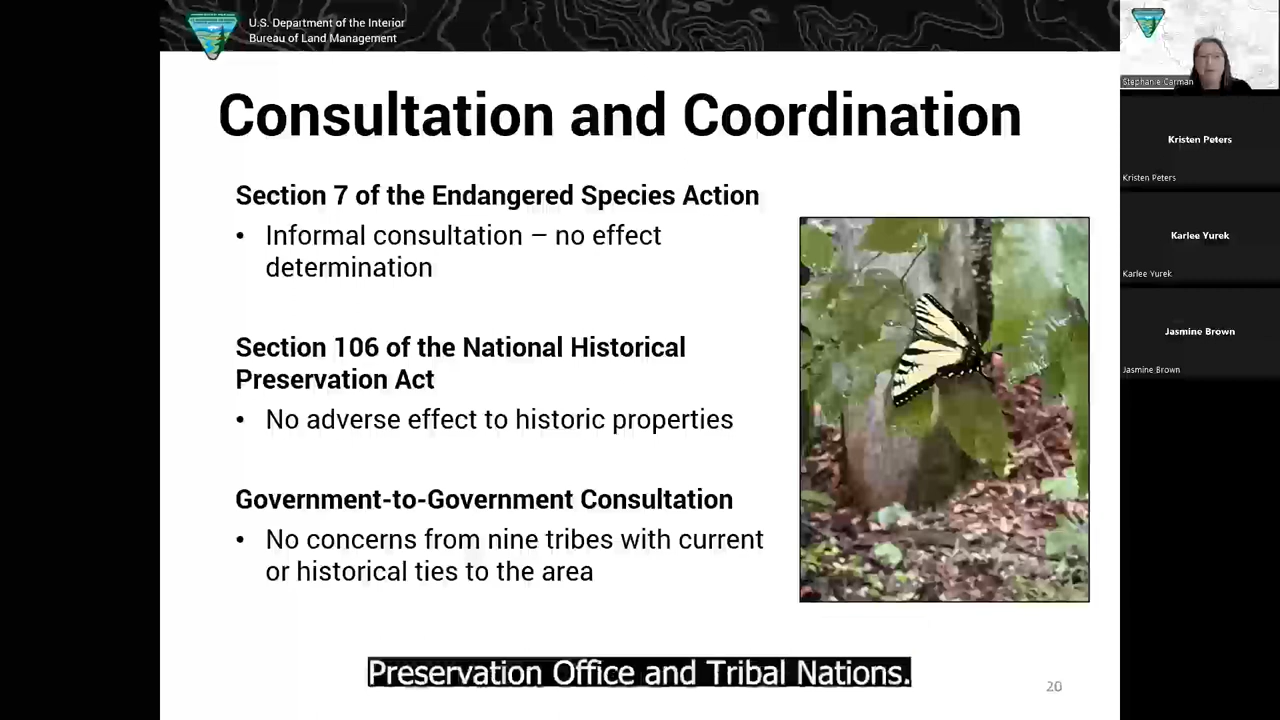 U.S. Department of the Interior
Bureau of Land Management
Consultation and Coordination
Section 7 of the Endangered Species Action
• Informal consultation – no effect
determination
Section 106 of the National Historical
Preservation Act
• No adverse effect to historic properties
Government-to-Government Consultation
• No concerns from nine tribes with current
or historical ties to the area
Preservation Office and Tribal Nations.
20
Stephanie Carman
Kristen Peters
Kristen Peters
Karlee Yurek
Karlee Yurek
Jasmine Brown
Jasmine Brown